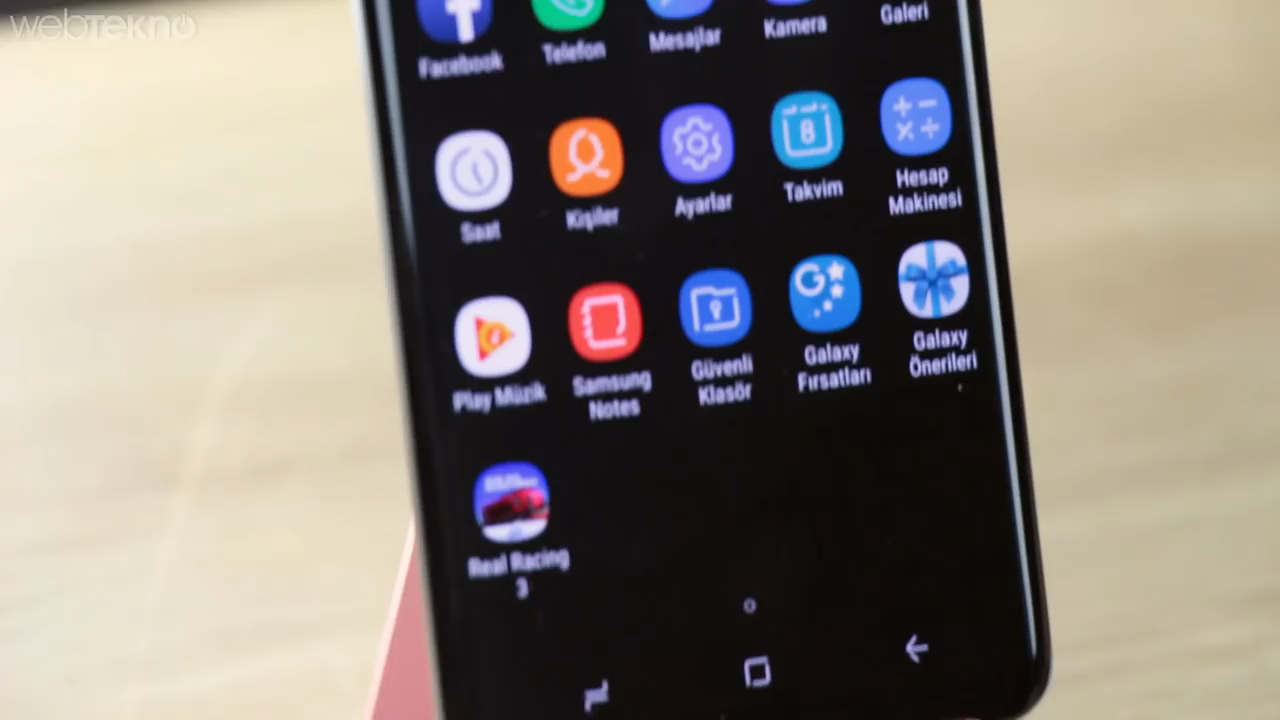 webtekno
Facebook
Telefon
Mesajlar
Kamera
Galeri
Saat
Kişiler
Ayarlar
8
Takvim
Hesap
Makinesi
Play Müzik
Samsung
Notes
Güvenli
Klasör
G
Galaxy
Fırsatları
Galaxy
Önerileri
Real Racing
3